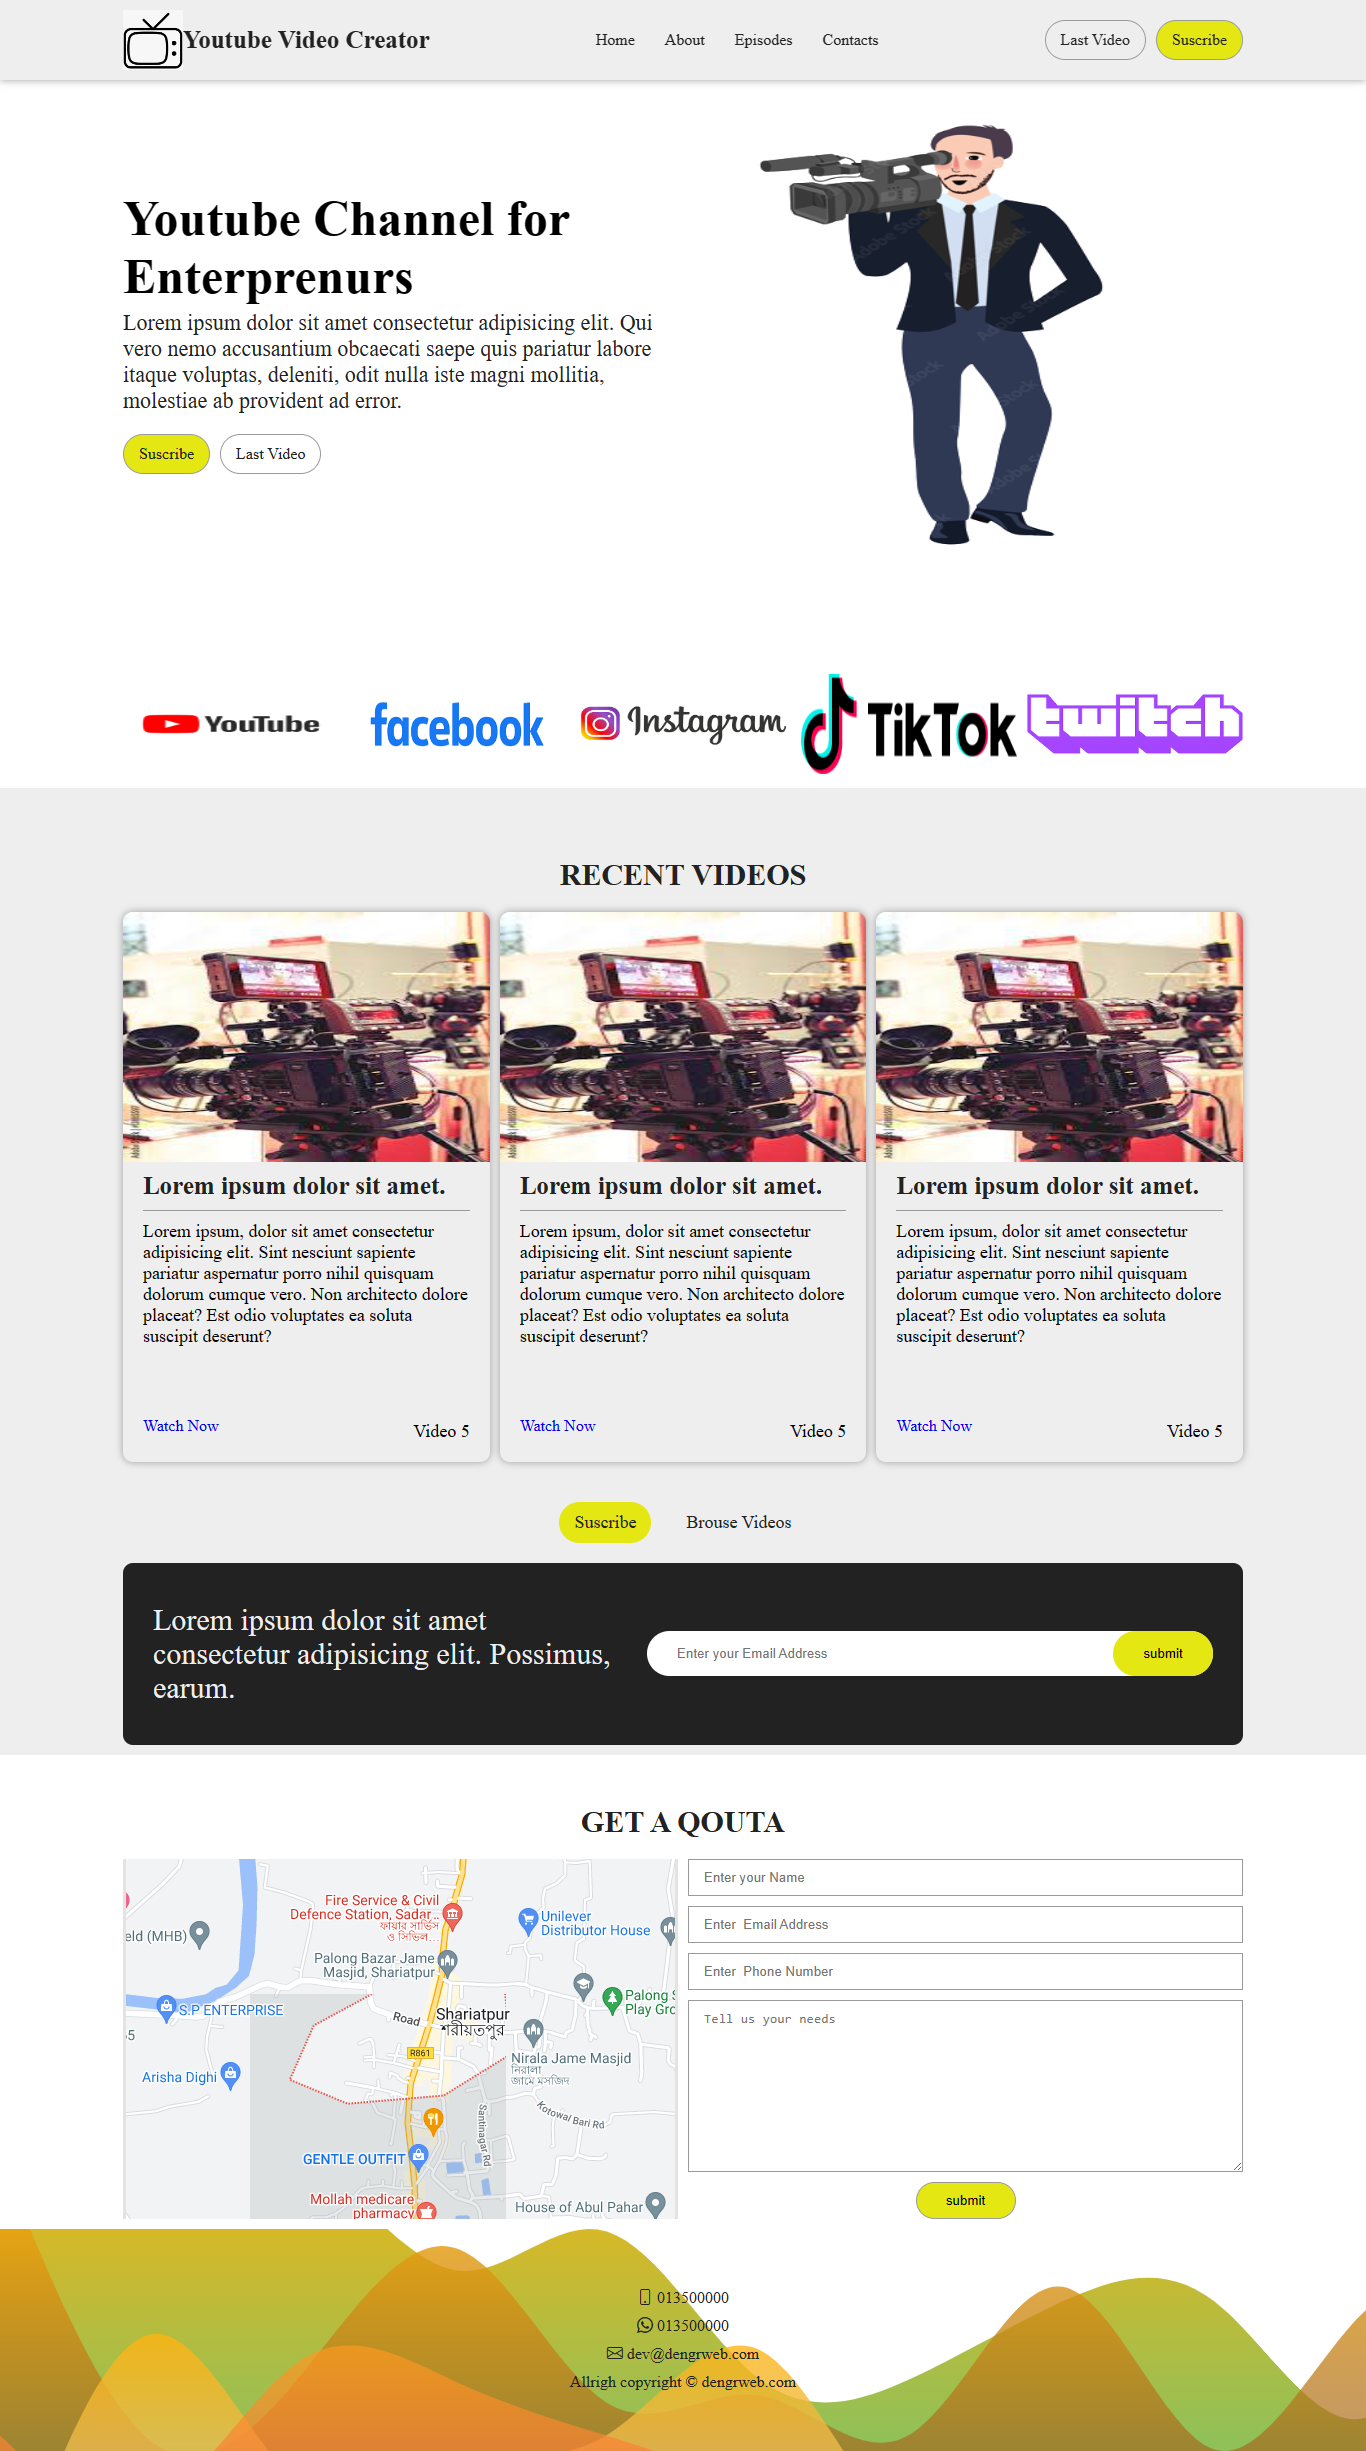 Youtube Video Creator
Home About Episodes Contacts
Last Video Suscribe
Youtube Channel for
Enterprenurs
Lorem ipsum dolor sit amet consectetur adipisicing elit. Qui
vero nemo accusantium obcaecati saepe quis pariatur labore
itaque voluptas, deleniti, odit nulla iste magni mollitia,
molestiae ab provident ad error.
Suscribe Last Video
Adobe Stock
Adobe Stock
Adobe Stock
YouTube facebook Instagram TikTok twitch
RECENT VIDEOS
Lorem ipsum dolor sit amet.
Lorem ipsum, dolor sit amet consectetur
adipisicing elit. Sint nesciunt sapiente
pariatur aspernatur porro nihil quisquam
dolorum cumque vero. Non architecto dolore
placeat? Est odio voluptates ea soluta
suscipit deserunt?
Watch Now Video 5
Lorem ipsum dolor sit amet.
Lorem ipsum, dolor sit amet consectetur
adipisicing elit. Sint nesciunt sapiente
pariatur aspernatur porro nihil quisquam
dolorum cumque vero. Non architecto dolore
placeat? Est odio voluptates ea soluta
suscipit deserunt?
Watch Now Video 5
Lorem ipsum dolor sit amet.
Lorem ipsum, dolor sit amet consectetur
adipisicing elit. Sint nesciunt sapiente
pariatur aspernatur porro nihil quisquam
dolorum cumque vero. Non architecto dolore
placeat? Est odio voluptates ea soluta
suscipit deserunt?
Watch Now Video 5
Suscribe Brouse Videos
Lorem ipsum dolor sit amet
consectetur adipisicing elit. Possimus,
earum.
Enter your Email Address submit
GET A QOUTA
Fire Service & Civil
Defence Station, Sadar...
ফায়ার সার্ভিস
ও সিভিল...
Unilever
Distributor House
eld (MHB)
Palong Bazar Jame
Masjid, Shariatpur
S.P ENTERPRISE
Palong S
Play Gro
Road
Shariatpur
শরীয়তপুর
55
R861
Nirala Jame Masjid
নিরালা
জামে মসজিদ
Arisha Dighi
Kotowal Bari Rd
Santinagar Rd
GENTLE OUTFIT
Mollah medicare
pharmacy
House of Abul Pahar
Enter your Name
Enter Email Address
Enter Phone Number
Tell us your needs
submit
013500000
013500000
dev@dengrweb.com
Allrigh copyright © dengrweb.com